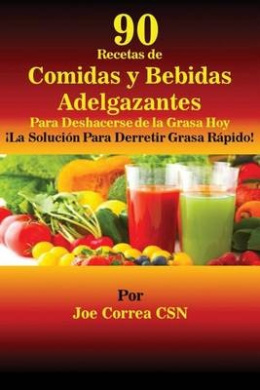 90
Recetas de
Comidas y Bebidas
Adelgazantes
Para Deshacerse de la Grasa Hoy
¡La Solución Para Derretir Grasa Rápido!
Por
Joe Correa CSN